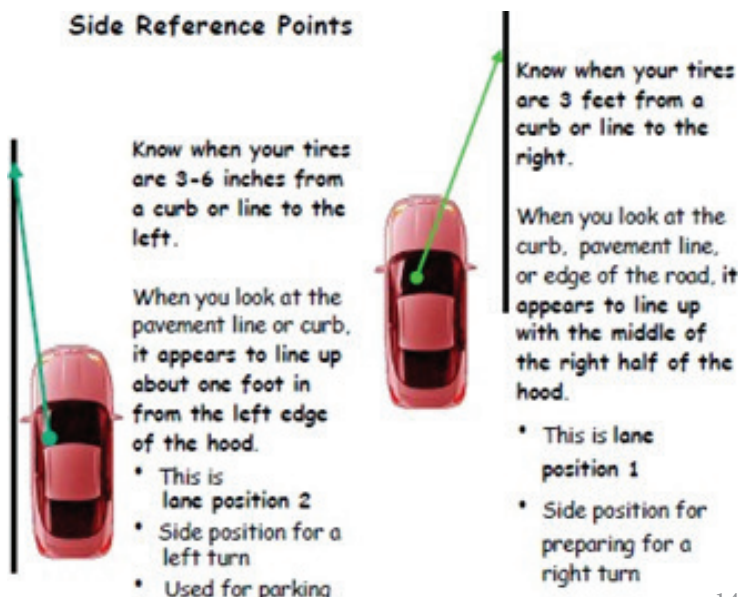 Side Reference Points
Know when your tires
are 3-6 inches from
a curb or line to the
left.
When you look at the
pavement line or curb,
it appears to line up
about one foot in
from the left edge
of the hood.
• This is
lane position 2
• Side position for a
left turn
• Used for parking
Know when your tires
are 3 feet from a
curb or line to the
right.
When you look at the
curb, pavement line,
or edge of the road, it
appears to line up
with the middle of
the right half of the
hood.
• This is lane
position 1
• Side position for
preparing for a
right turn